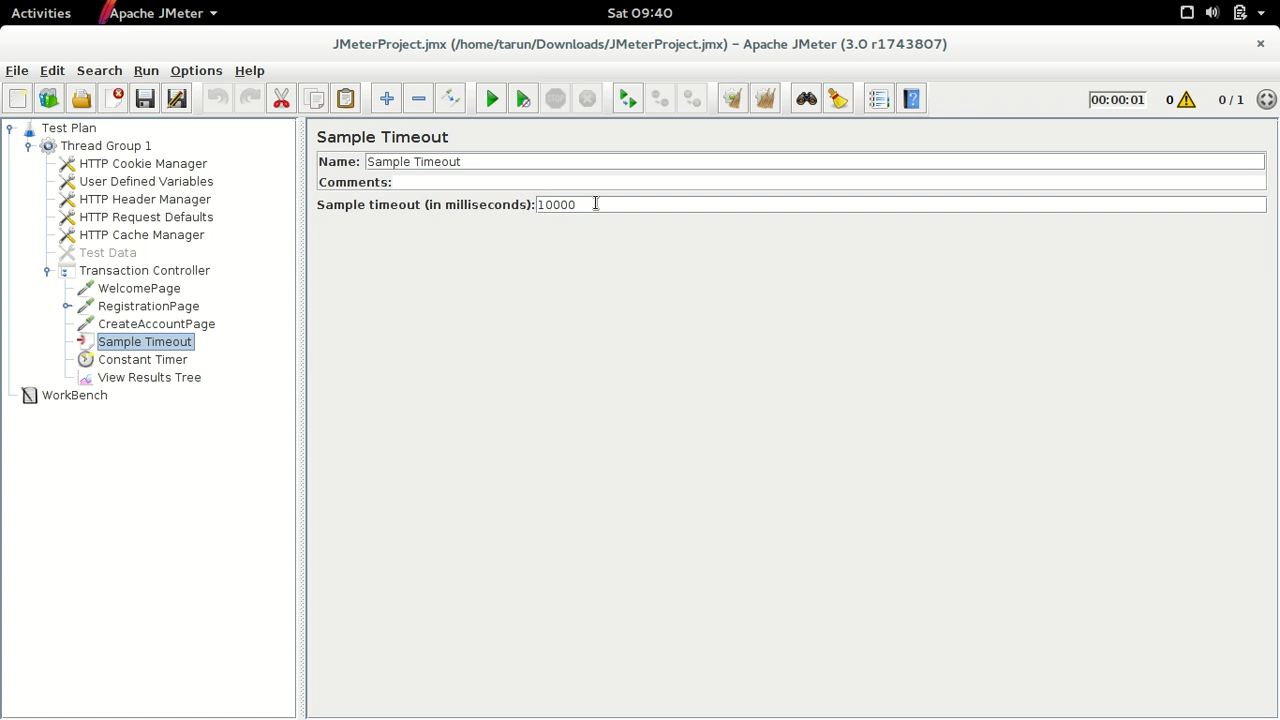 Activities Apache JMeter Sat 09:40
JMeterProject.jmx (/home/tarun/Downloads/JMeterProject.jmx) - Apache JMeter (3.0 r1743807) ×
File Edit Search Run Options Help
00:00:01 0 0 / 1
Test Plan
Thread Group 1
HTTP Cookie Manager
User Defined Variables
HTTP Header Manager
HTTP Request Defaults
HTTP Cache Manager
Test Data
Transaction Controller
WelcomePage
RegistrationPage
CreateAccountPage
Sample Timeout
Constant Timer
View Results Tree
WorkBench
Sample Timeout
Name: Sample Timeout
Comments:
Sample timeout (in milliseconds): 10000